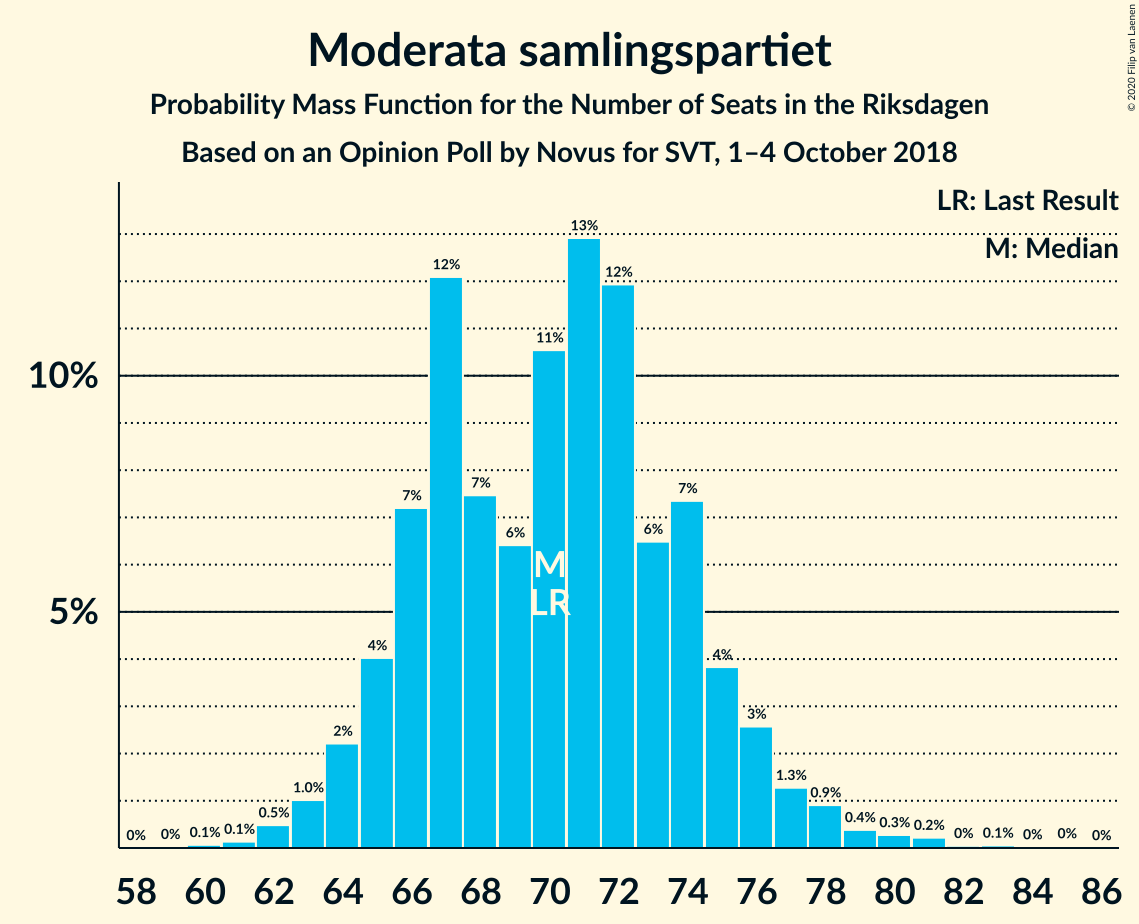 Moderata samlingspartiet
Probability Mass Function for the Number of Seats in the Riksdagen
Based on an Opinion Poll by Novus for SVT, 1–4 October 2018
© 2020 Filip van Laenen
LR: Last Result
M: Median
10%
5%
0% 0% 0.1% 0.1% 0.5% 1.0% 2% 4% 7% 12% 7% 6% 11% 13% 12% 6% 7% 4% 3% 1.3% 0.9% 0.4% 0.3% 0.2% 0% 0.1% 0% 0% 0%
M
LR
58 60 62 64 66 68 70 72 74 76 78 80 82 84 86